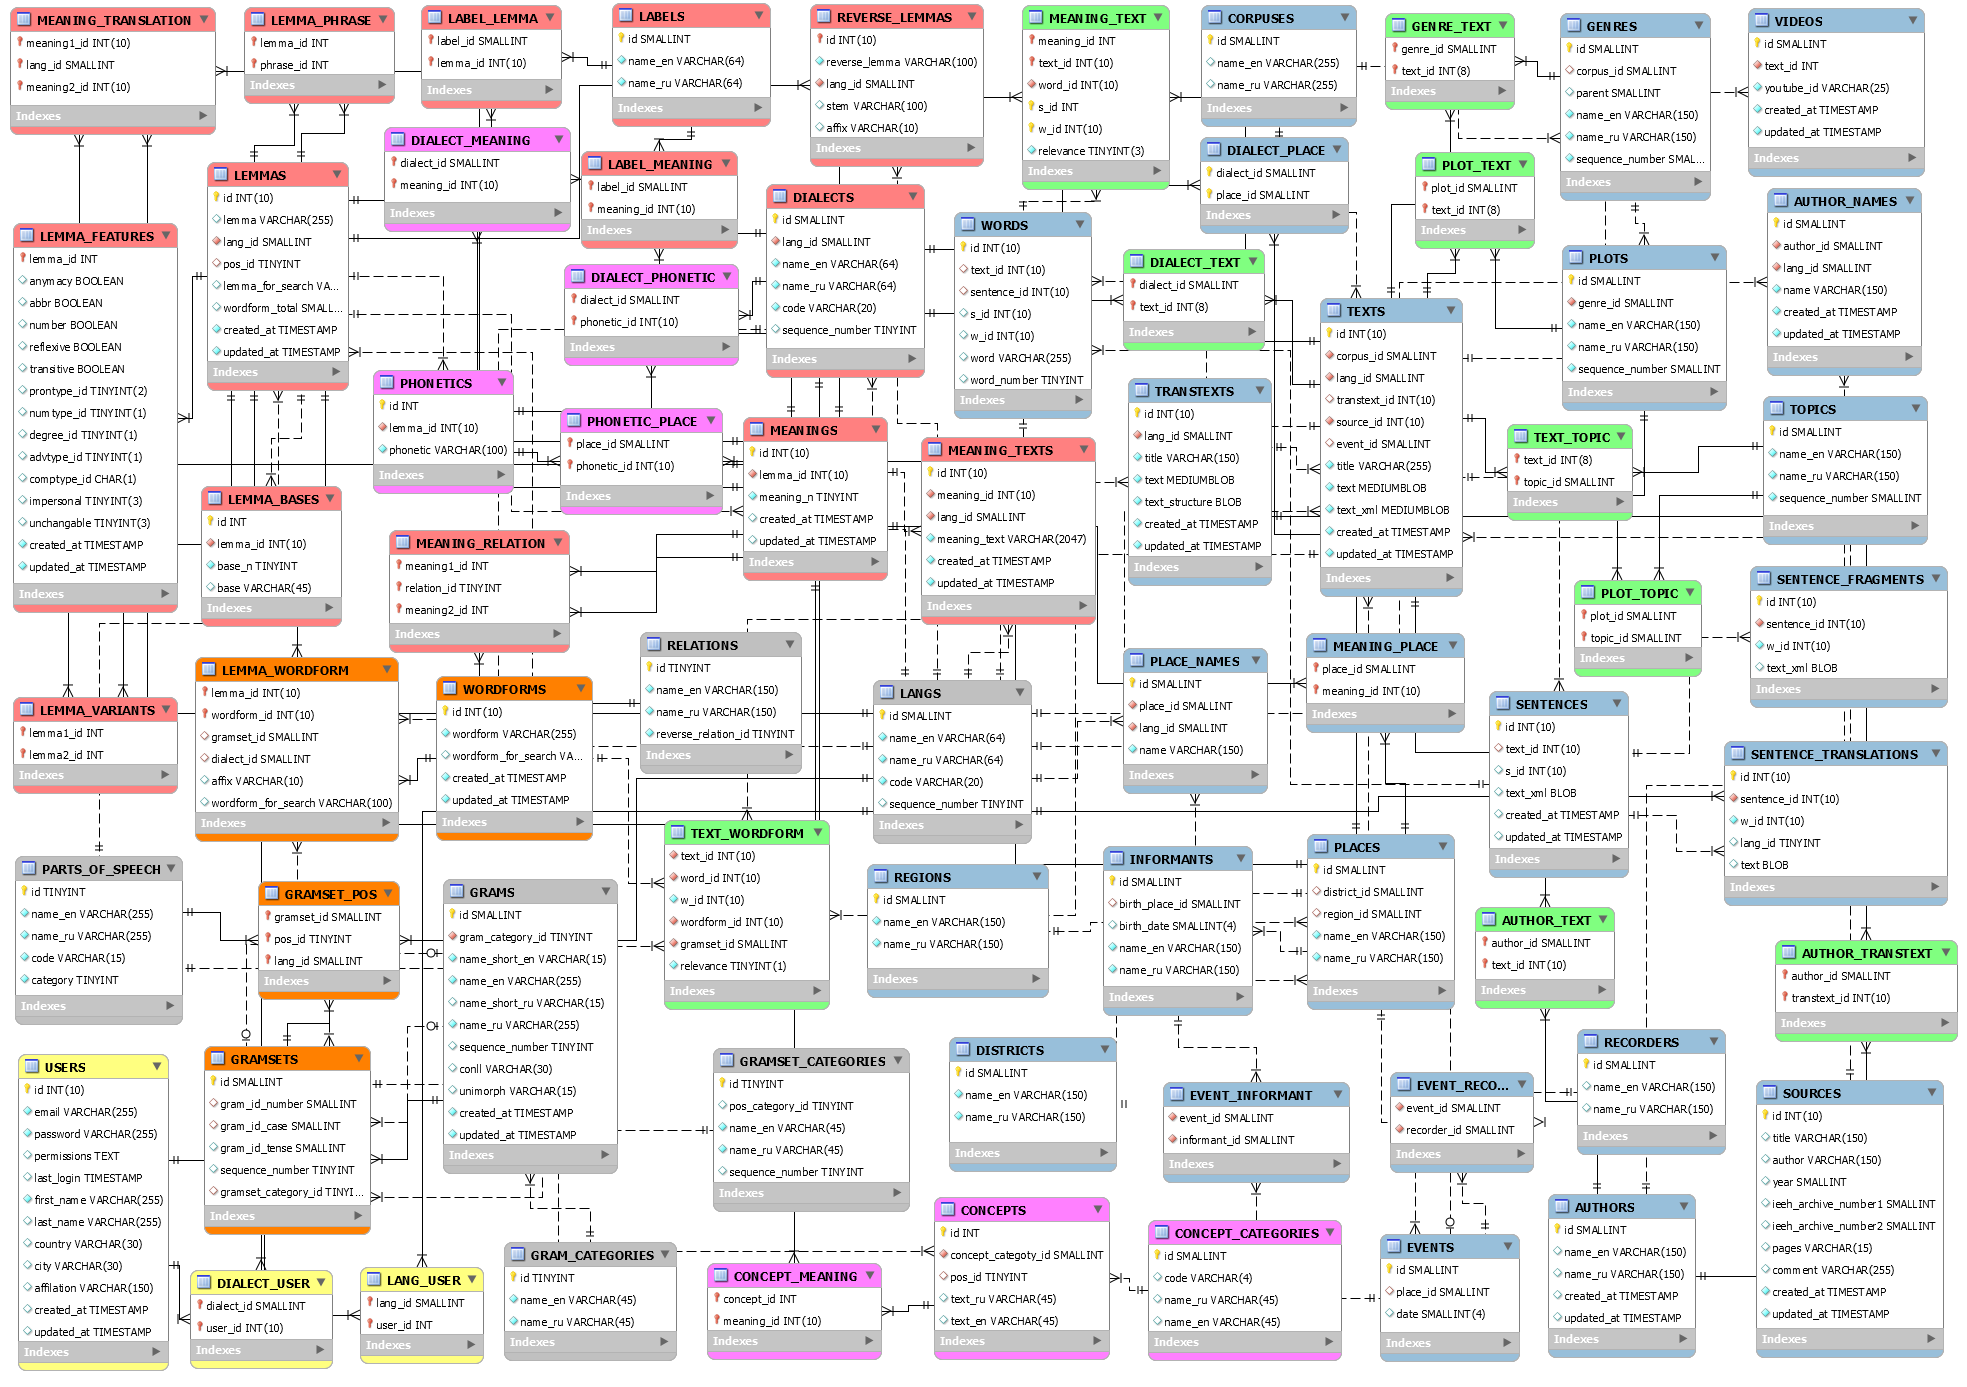 MEANING_TRANSLATION
meaning1_id INT(10)
lang_id SMALLINT
meaning2_id INT(10)
Indexes
LEMMA_PHRASE
lemma_id INT
phrase_id INT
Indexes
LABEL_LEMMA
label_id SMALLINT
lemma_id INT(10)
Indexes
LABELS
id SMALLINT
name_en VARCHAR(64)
name_ru VARCHAR(64)
Indexes
REVERSE_LEMMAS
id INT(10)
reverse_lemma VARCHAR(100)
lang_id SMALLINT
stem VARCHAR(100)
affix VARCHAR(10)
Indexes
MEANING_TEXT
meaning_id INT
text_id INT(10)
word_id INT(10)
s_id INT
w_id INT(10)
relevance TINYINT(3)
Indexes
CORPUSES
id SMALLINT
name_en VARCHAR(255)
name_ru VARCHAR(255)
Indexes
GENRE_TEXT
genre_id SMALLINT
text_id INT(8)
Indexes
GENRES
id SMALLINT
corpus_id SMALLINT
parent SMALLINT
name_en VARCHAR(150)
name_ru VARCHAR(150)
sequence_number SMAL...
Indexes
VIDEOS
id SMALLINT
text_id INT
youtube_id VARCHAR(25)
created_at TIMESTAMP
updated_at TIMESTAMP
Indexes
DIALECT_MEANING
dialect_id SMALLINT
meaning_id INT(10)
Indexes
LABEL_MEANING
label_id SMALLINT
meaning_id INT(10)
Indexes
DIALECT_PLACE
dialect_id SMALLINT
place_id SMALLINT
Indexes
PLOT_TEXT
plot_id SMALLINT
text_id INT(8)
Indexes
LEMMAS
id INT(10)
lemma VARCHAR(255)
lang_id SMALLINT
pos_id TINYINT
lemma_for_search VA...
wordform_total SMALL...
created_at TIMESTAMP
updated_at TIMESTAMP
Indexes
DIALECTS
id SMALLINT
lang_id SMALLINT
name_en VARCHAR(64)
name_ru VARCHAR(64)
code VARCHAR(20)
sequence_number TINYINT
Indexes
AUTHOR_NAMES
id SMALLINT
author_id SMALLINT
lang_id SMALLINT
name VARCHAR(150)
created_at TIMESTAMP
updated_at TIMESTAMP
Indexes
LEMMA_FEATURES
lemma_id INT
anymacy BOOLEAN
abbr BOOLEAN
number BOOLEAN
reflexive BOOLEAN
transitive BOOLEAN
prontype_id TINYINT(2)
numtype_id TINYINT(1)
degree_id TINYINT(1)
advtype_id TINYINT(1)
comptype_id CHAR(1)
impersonal TINYINT(3)
unchangable TINYINT(3)
created_at TIMESTAMP
updated_at TIMESTAMP
Indexes
WORDS
id INT(10)
text_id INT(10)
sentence_id INT(10)
s_id INT(10)
w_id INT(10)
word VARCHAR(255)
word_number TINYINT
Indexes
DIALECT_TEXT
dialect_id SMALLINT
text_id INT(8)
Indexes
PLOTS
id SMALLINT
genre_id SMALLINT
name_en VARCHAR(150)
name_ru VARCHAR(150)
sequence_number SMALLINT
Indexes
DIALECT_PHONETIC
dialect_id SMALLINT
phonetic_id INT(10)
Indexes
TEXTS
id INT(10)
corpus_id SMALLINT
lang_id SMALLINT
transtext_id INT(10)
source_id INT(10)
event_id SMALLINT
title VARCHAR(255)
text MEDIUMBLOB
text_xml MEDIUMBLOB
created_at TIMESTAMP
updated_at TIMESTAMP
Indexes
PHONETICS
id INT
lemma_id INT(10)
phonetic VARCHAR(100)
Indexes
PHONETIC_PLACE
place_id SMALLINT
phonetic_id INT(10)
Indexes
TRANSTEXTS
id INT(10)
lang_id SMALLINT
title VARCHAR(150)
text MEDIUMBLOB
text_structure BLOB
created_at TIMESTAMP
updated_at TIMESTAMP
Indexes
TOPICS
id SMALLINT
name_en VARCHAR(150)
name_ru VARCHAR(150)
sequence_number SMALLINT
Indexes
MEANINGS
id INT(10)
lemma_id INT(10)
meaning_n TINYINT
created_at TIMESTAMP
updated_at TIMESTAMP
Indexes
MEANING_TEXTS
id INT(10)
meaning_id INT(10)
lang_id SMALLINT
meaning_text VARCHAR(2047)
created_at TIMESTAMP
updated_at TIMESTAMP
Indexes
TEXT_TOPIC
text_id INT(8)
topic_id SMALLINT
Indexes
LEMMA_BASES
id INT
lemma_id INT(10)
base_n TINYINT
base VARCHAR(45)
Indexes
MEANING_RELATION
meaning1_id INT
relation_id TINYINT
meaning2_id INT
Indexes
PLOT_TOPIC
plot_id SMALLINT
topic_id SMALLINT
Indexes
SENTENCE_FRAGMENTS
id INT(10)
sentence_id INT(10)
w_id INT(10)
text_xml BLOB
Indexes
RELATIONS
id TINYINT
name_en VARCHAR(150)
name_ru VARCHAR(150)
reverse_relation_id TINYINT
Indexes
PLACE_NAMES
id SMALLINT
place_id SMALLINT
lang_id SMALLINT
name VARCHAR(150)
Indexes
MEANING_PLACE
place_id SMALLINT
meaning_id INT(10)
Indexes
LEMMA_WORDFORM
lemma_id INT(10)
wordform_id INT(10)
gramset_id SMALLINT
dialect_id SMALLINT
affix VARCHAR(10)
wordform_for_search VARCHAR(100)
Indexes
WORDFORMS
id INT(10)
wordform VARCHAR(255)
wordform_for_search VA...
created_at TIMESTAMP
updated_at TIMESTAMP
Indexes
LANGS
id SMALLINT
name_en VARCHAR(64)
name_ru VARCHAR(64)
code VARCHAR(20)
sequence_number TINYINT
Indexes
LEMMA_VARIANTS
lemma1_id INT
lemma2_id INT
Indexes
SENTENCES
id INT(10)
text_id INT(10)
s_id INT(10)
text_xml BLOB
created_at TIMESTAMP
updated_at TIMESTAMP
Indexes
SENTENCE_TRANSLATIONS
id INT(10)
sentence_id INT(10)
w_id INT(10)
lang_id TINYINT
text BLOB
Indexes
TEXT_WORDFORM
text_id INT(10)
word_id INT(10)
w_id INT(10)
wordform_id INT(10)
gramset_id SMALLINT
relevance TINYINT(1)
Indexes
PARTS_OF_SPEECH
id TINYINT
name_en VARCHAR(255)
name_ru VARCHAR(255)
code VARCHAR(15)
category TINYINT
Indexes
GRAMSET_POS
gramset_id SMALLINT
pos_id TINYINT
lang_id SMALLINT
Indexes
GRAMS
id SMALLINT
gram_category_id TINYINT
name_short_en VARCHAR(15)
name_en VARCHAR(255)
name_short_ru VARCHAR(15)
name_ru VARCHAR(255)
sequence_number TINYINT
conll VARCHAR(30)
unimorph VARCHAR(15)
created_at TIMESTAMP
updated_at TIMESTAMP
Indexes
REGIONS
id SMALLINT
name_en VARCHAR(150)
name_ru VARCHAR(150)
Indexes
INFORMANTS
id SMALLINT
birth_place_id SMALLINT
birth_date SMALLINT(4)
name_en VARCHAR(150)
name_ru VARCHAR(150)
Indexes
PLACES
id SMALLINT
district_id SMALLINT
region_id SMALLINT
name_en VARCHAR(150)
name_ru VARCHAR(150)
Indexes
AUTHOR_TEXT
author_id SMALLINT
text_id INT(10)
Indexes
AUTHOR_TRANSTEXT
author_id SMALLINT
transtext_id INT(10)
Indexes
USERS
id INT(10)
email VARCHAR(255)
password VARCHAR(255)
permissions TEXT
last_login TIMESTAMP
first_name VARCHAR(255)
last_name VARCHAR(255)
country VARCHAR(30)
city VARCHAR(30)
affilation VARCHAR(150)
created_at TIMESTAMP
updated_at TIMESTAMP
Indexes
GRAMSETS
id SMALLINT
gram_id_number SMALLINT
gram_id_case SMALLINT
gram_id_tense SMALLINT
sequence_number TINYINT
gramset_category_id TINYI...
Indexes
GRAMSET_CATEGORIES
id TINYINT
pos_category_id TINYINT
name_en VARCHAR(45)
name_ru VARCHAR(45)
sequence_number TINYINT
Indexes
DISTRICTS
id SMALLINT
name_en VARCHAR(150)
name_ru VARCHAR(150)
Indexes
EVENT_INFORMANT
event_id SMALLINT
informant_id SMALLINT
Indexes
EVENT_RECO...
event_id SMALLINT
recorder_id SMALLINT
Indexes
RECORDERS
id SMALLINT
name_en VARCHAR(150)
name_ru VARCHAR(150)
Indexes
SOURCES
id INT(10)
title VARCHAR(150)
author VARCHAR(150)
year SMALLINT
ieeh_archive_number1 SMALLINT
ieeh_archive_number2 SMALLINT
pages VARCHAR(15)
comment VARCHAR(255)
created_at TIMESTAMP
updated_at TIMESTAMP
Indexes
DIALECT_USER
dialect_id SMALLINT
user_id INT(10)
Indexes
LANG_USER
lang_id SMALLINT
user_id INT
Indexes
GRAM_CATEGORIES
id TINYINT
name_en VARCHAR(45)
name_ru VARCHAR(45)
Indexes
CONCEPT_MEANING
concept_id INT
meaning_id INT(10)
Indexes
CONCEPTS
id INT
concept_categoty_id SMALLINT
pos_id TINYINT
text_ru VARCHAR(45)
text_en VARCHAR(45)
Indexes
CONCEPT_CATEGORIES
id SMALLINT
code VARCHAR(4)
name_ru VARCHAR(45)
name_en VARCHAR(45)
Indexes
EVENTS
id SMALLINT
place_id SMALLINT
date SMALLINT(4)
Indexes
AUTHORS
id SMALLINT
name_en VARCHAR(150)
name_ru VARCHAR(150)
created_at TIMESTAMP
updated_at TIMESTAMP
Indexes